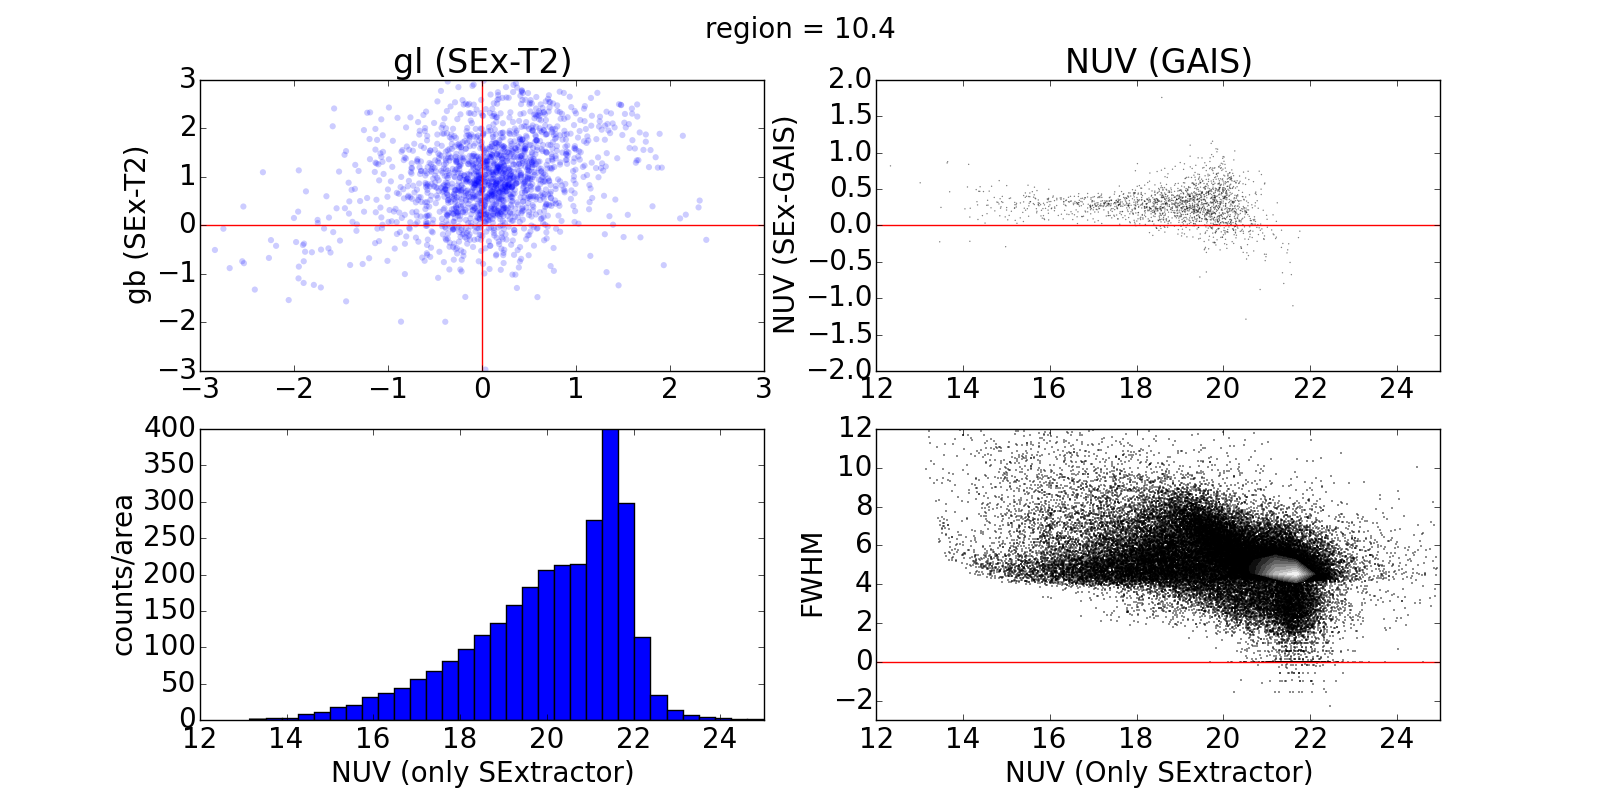 region = 10.4
gl (SEx-T2)
NUV (GAIS)
gb (SEx-T2)
3
2
1
0
−1
−2
−3
−3 −2 −1 0 1 2 3
NUV (SEx-GAIS)
2.0
1.5
1.0
0.5
0.0
−0.5
−1.0
−1.5
−2.0
12 14 16 18 20 22 24
counts/area
400
350
300
250
200
150
100
50
0
12 14 16 18 20 22 24
NUV (only SExtractor)
FWHM
12
10
8
6
4
2
0
−2
12 14 16 18 20 22 24
NUV (Only SExtractor)